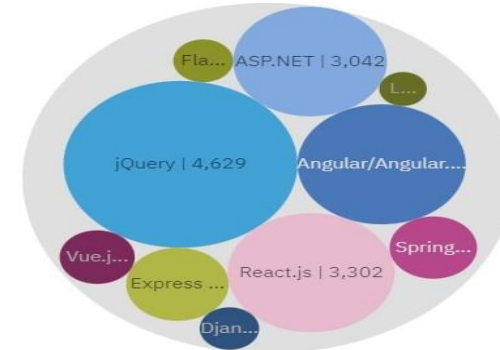 Fla...
ASP.NET | 3,042
L...
jQuery | 4,629
Angular/Angular....
Vue.j...
Spring...
React.js | 3,302
Express ...
Djan...